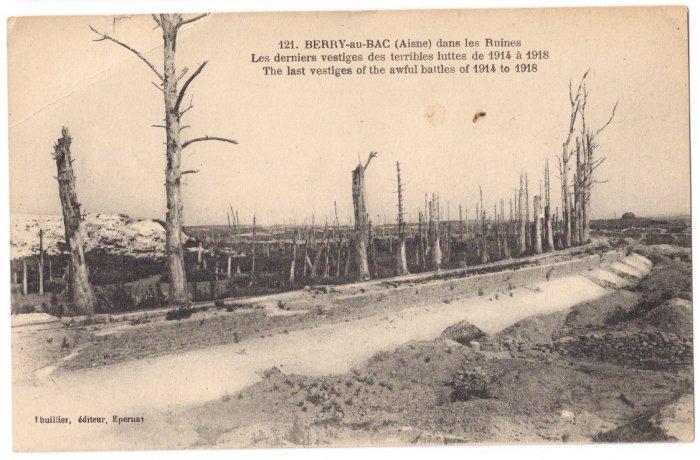 121. BERRY-au-BAC (Aisne) dans les Ruines
Les derniers vestiges des terribles luttes de 1914 à 1918
The last vestiges of the awful battles of 1914 to 1918
Thuillier, éditeur, Epernay